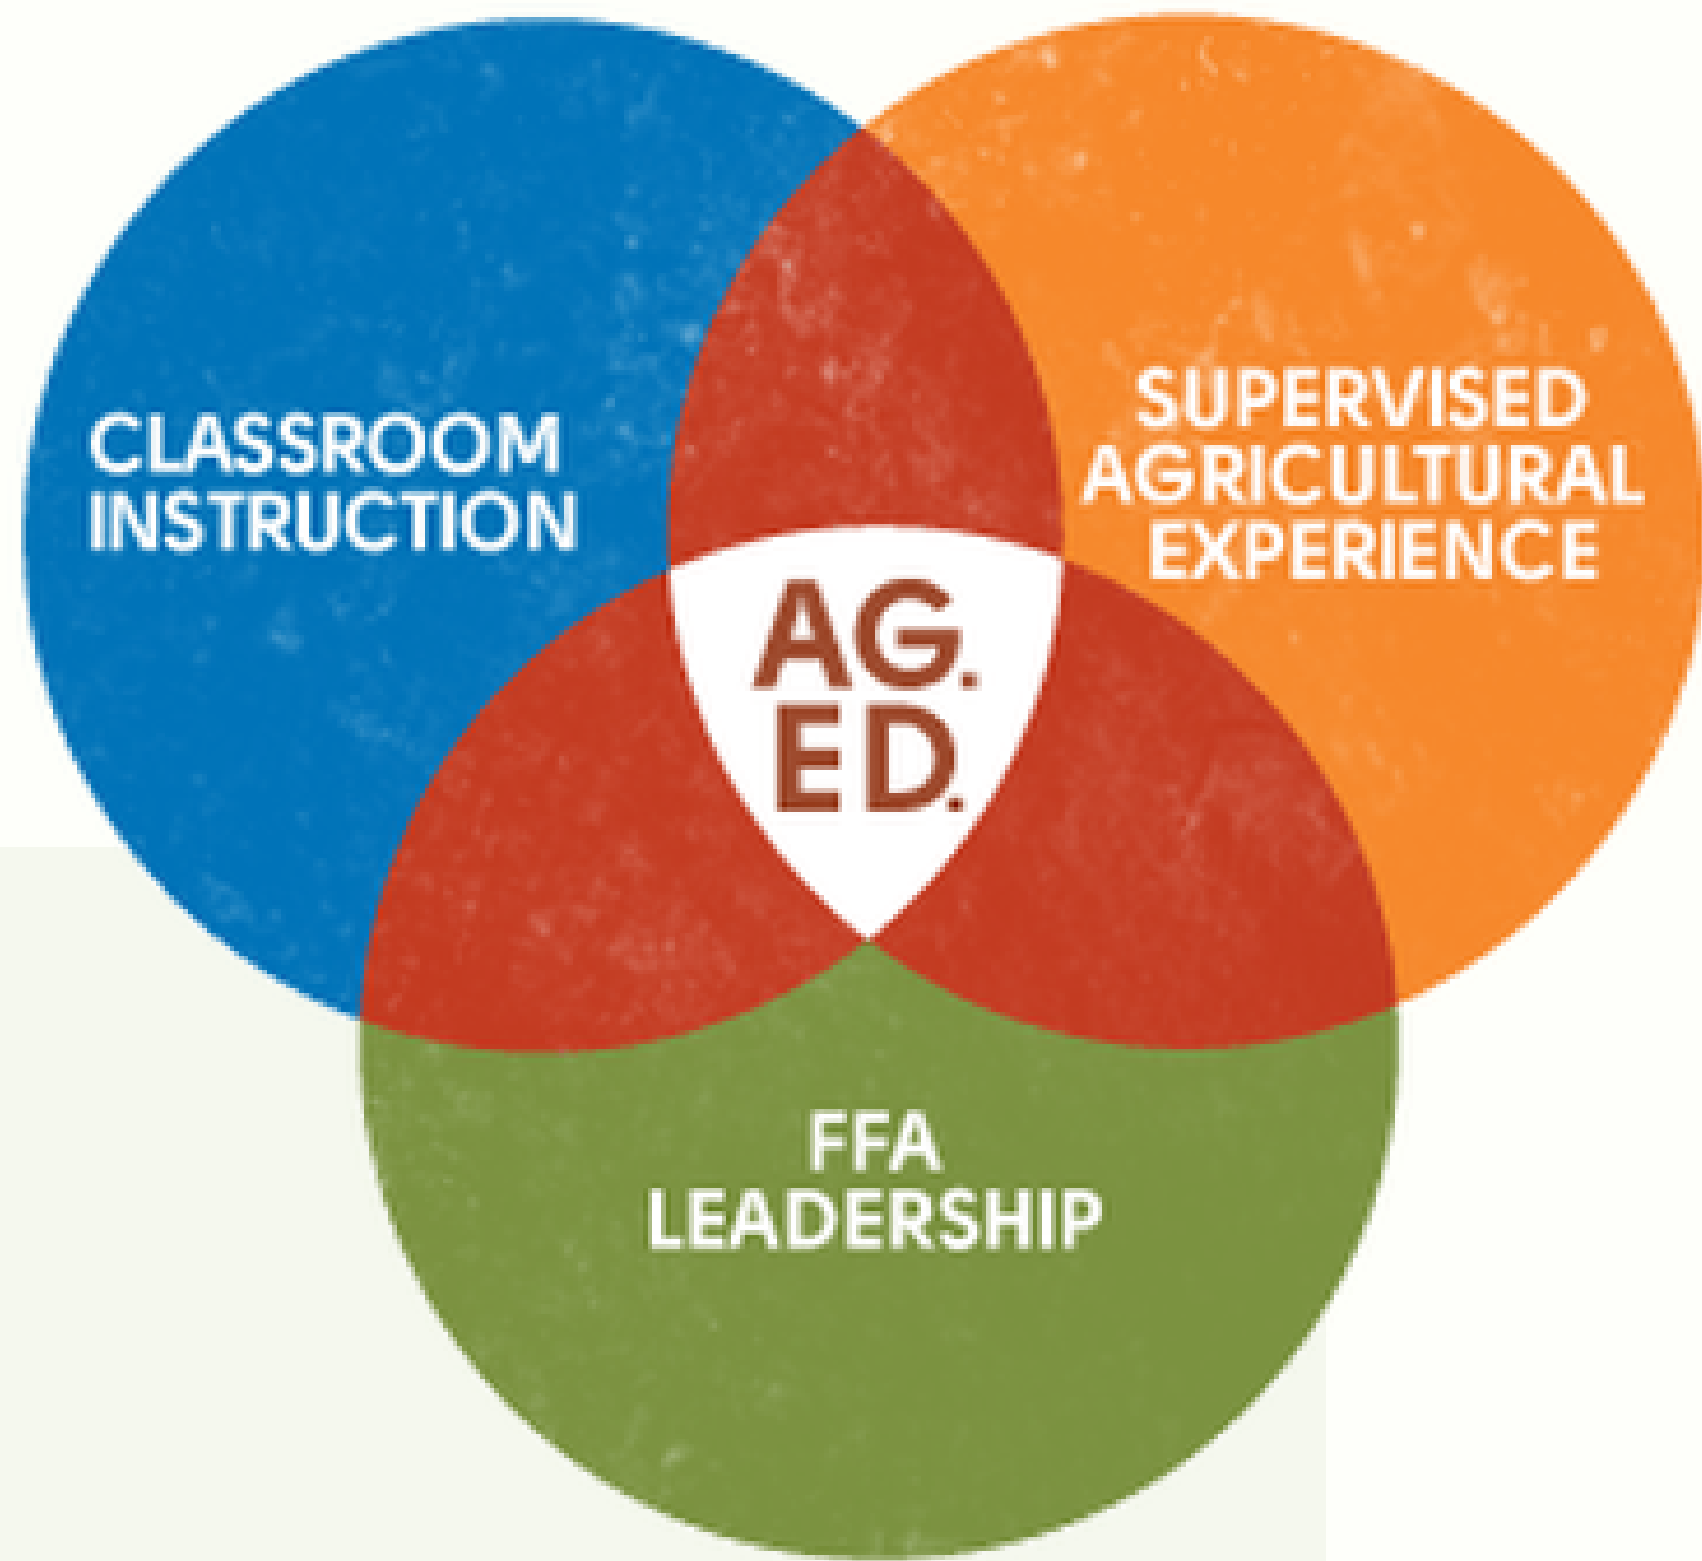 CLASSROOM
INSTRUCTION
SUPERVISED
AGRICULTURAL
EXPERIENCE
AG.
ED.
FFA
LEADERSHIP